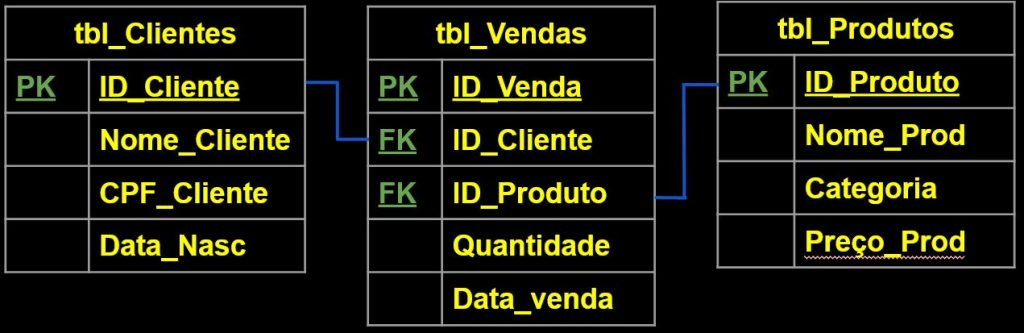 tbl_Clientes
PK ID_Cliente
Nome_Cliente
CPF_Cliente
Data_Nasc
tbl_Vendas
PK ID_Venda
FK ID_Cliente
FK ID_Produto
Quantidade
Data_venda
tbl_Produtos
PK ID_Produto
Nome_Prod
Categoria
Preço_Prod